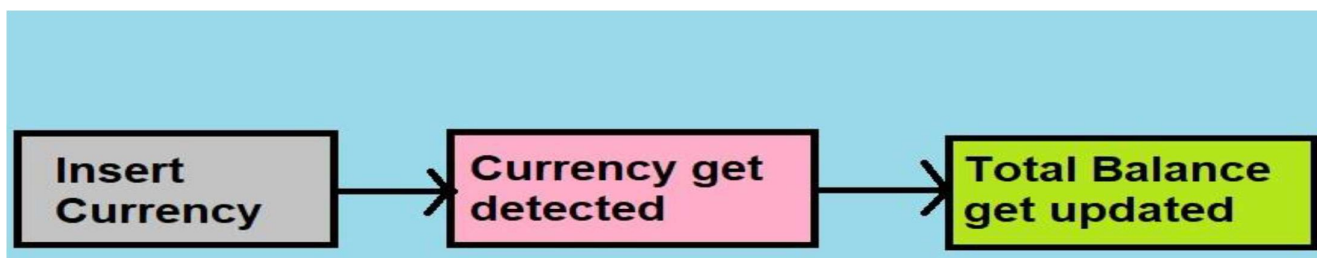 Insert
Currency
Currency get
detected
Total Balance
get updated